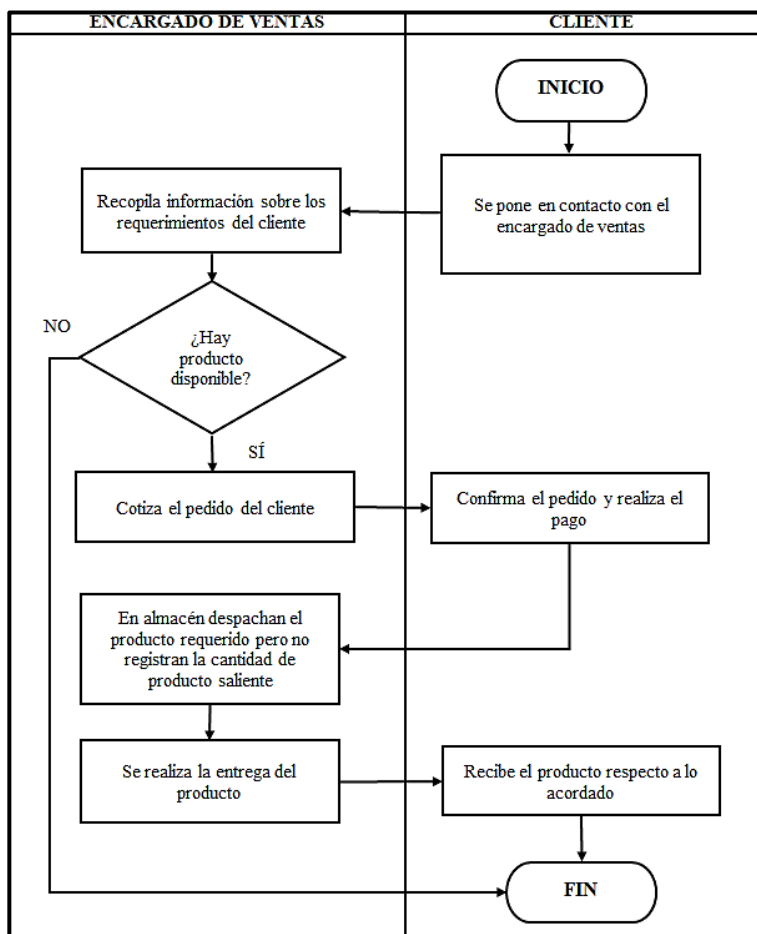 ENCARGADO DE VENTAS
CLIENTE
INICIO
Se pone en contacto con el
encargado de ventas
Recopila información sobre los
requerimientos del cliente
¿Hay
producto
disponible?
NO
SÍ
Cotiza el pedido del cliente
Confirma el pedido y realiza el
pago
En almacén despachan el
producto requerido pero no
registran la cantidad de
producto saliente
Se realiza la entrega del
producto
Recibe el producto respecto a lo
acordado
FIN